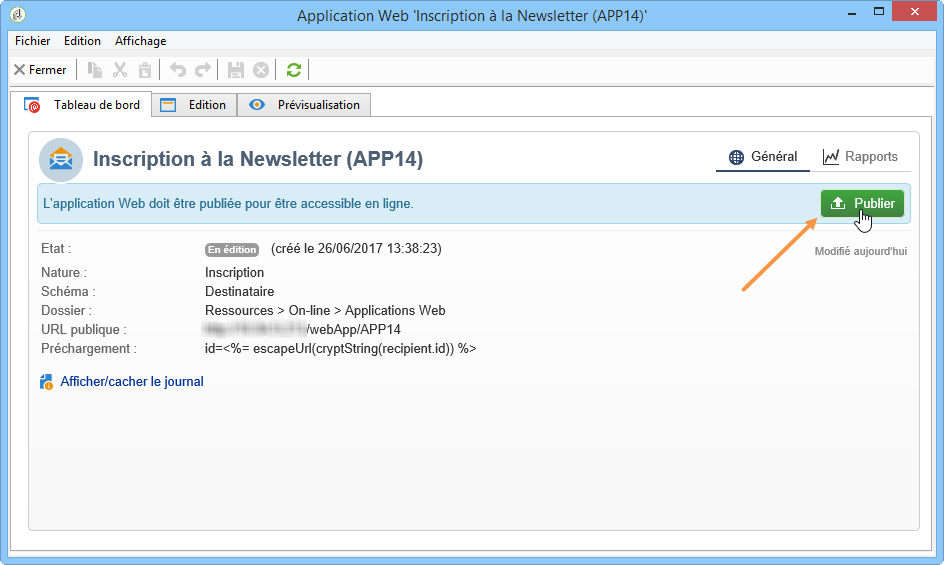 Application Web 'Inscription à la Newsletter (APP14)'
Fichier Edition Affichage
Fermer
Tableau de bord Edition Prévisualisation
Inscription à la Newsletter (APP14)
Général Rapports
L'application Web doit être publiée pour être accessible en ligne.
Publier
Etat : En édition (créé le 26/06/2017 13:38:23)
Modifié aujourd'hui
Nature : Inscription
Schéma : Destinataire
Dossier : Ressources > On-line > Applications Web
URL publique : /webApp/APP14
Préchargement : id=<%= escapeUrl(cryptString(recipient.id)) %>
Afficher/cacher le journal